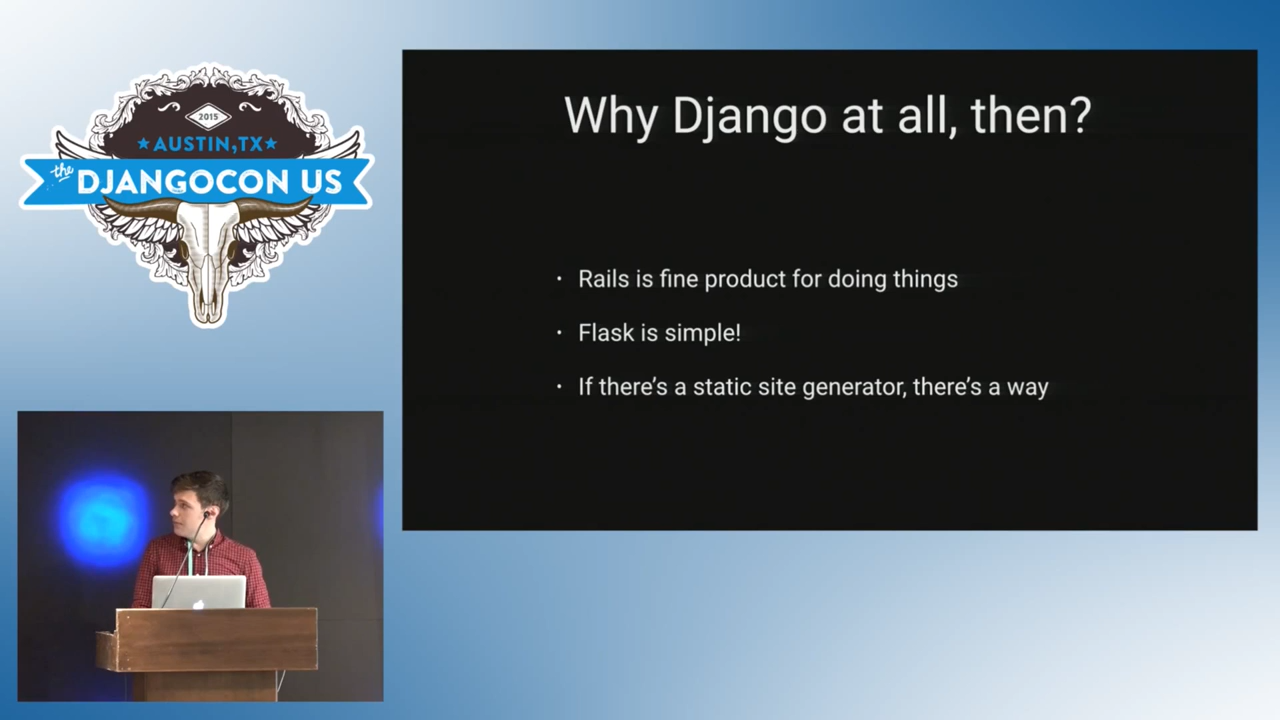 2015
AUSTIN,TX
the
DJANGOCON US
Why Django at all, then?
· Rails is fine product for doing things
· Flask is simple!
· If there’s a static site generator, there’s a way